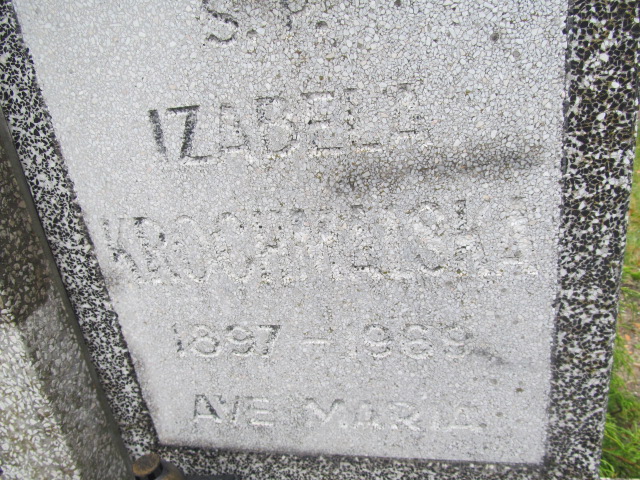 S.P.
IZABELA
KROCHMALSKA
1897 - 1969
AVE MARIA